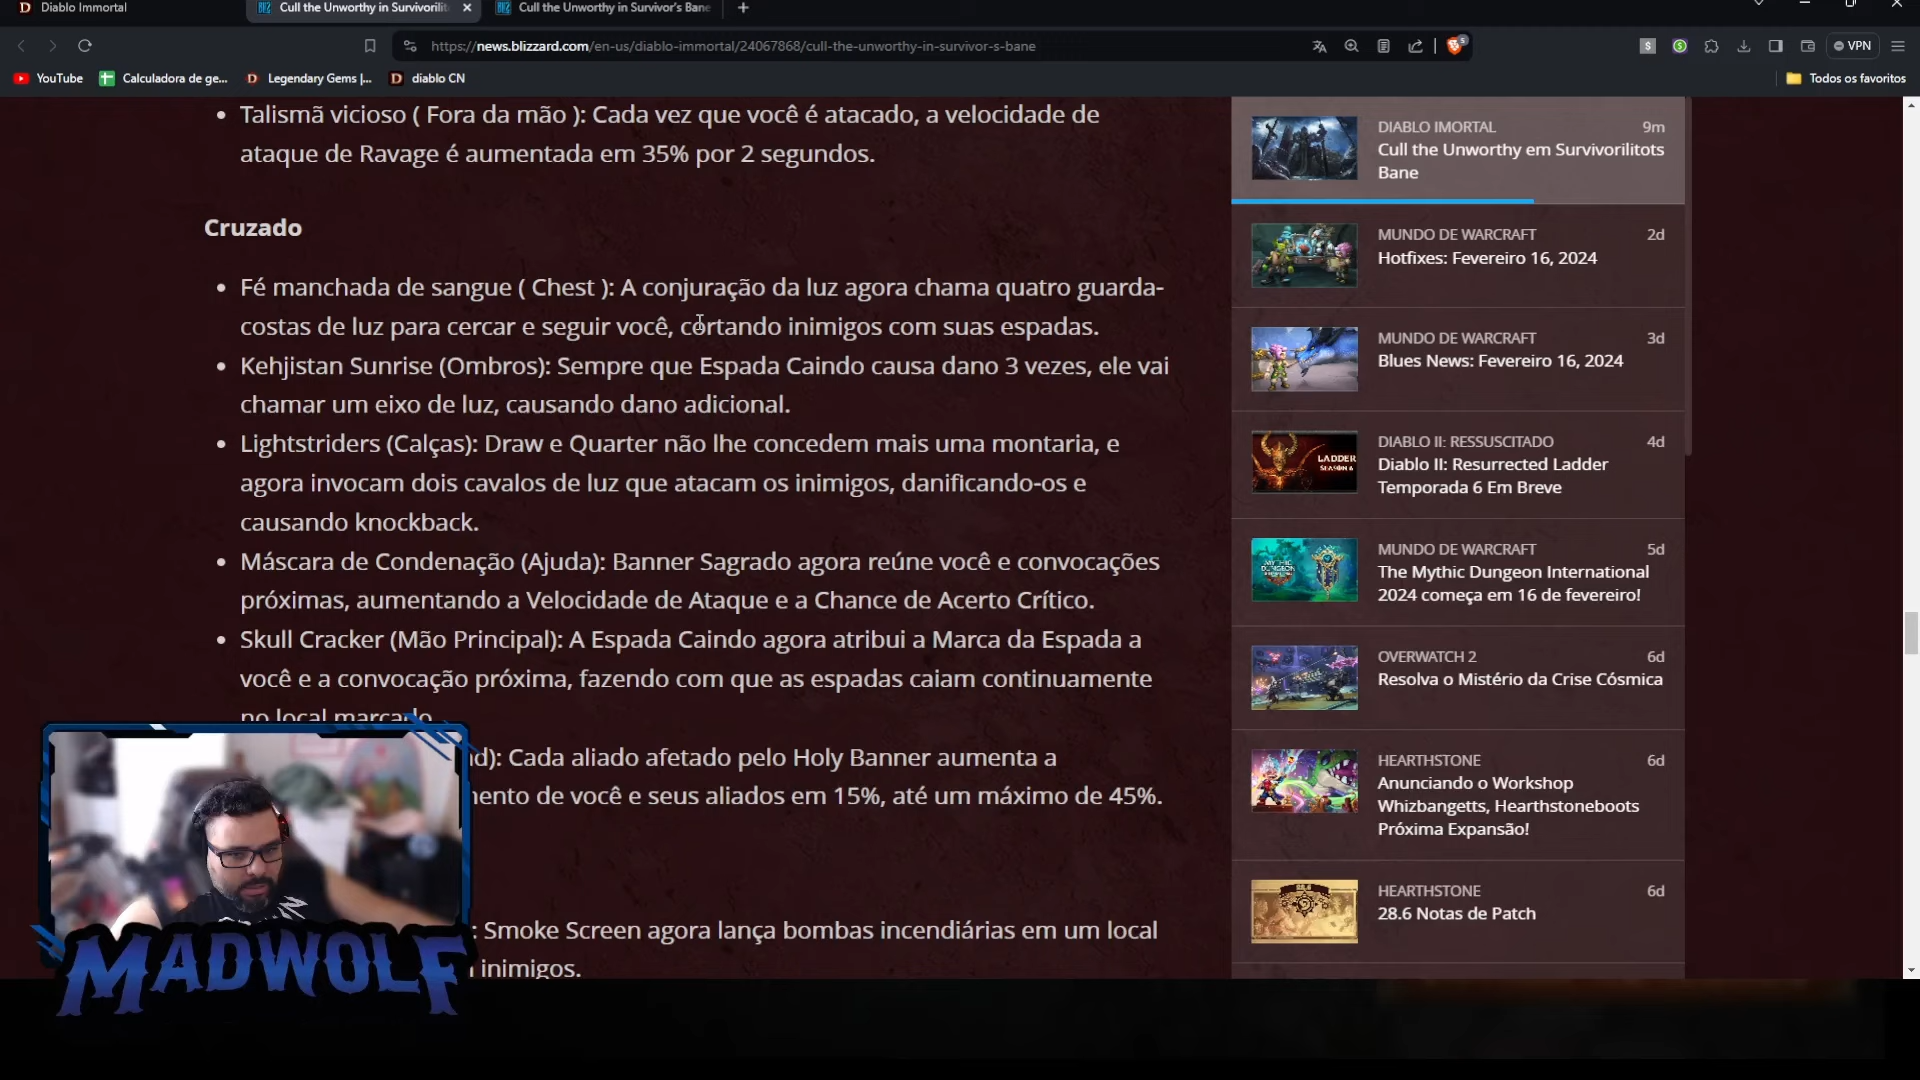 Diablo Immortal
Cull the Unworthy in Survivorilit
Cull the Unworthy in Survivor's Bane
https://news.blizzard.com/en-us/diablo-immortal/24067868/cull-the-unworthy-in-survivor-s-bane
5
VPN
YouTube
Calculadora de ge...
Legendary Gems |...
diablo CN
Todos os favoritos
Talismã vicioso ( Fora da mão ): Cada vez que você é atacado, a velocidade de
ataque de Ravage é aumentada em 35% por 2 segundos.
Cruzado
Fé manchada de sangue ( Chest ): A conjuração da luz agora chama quatro guarda-
costas de luz para cercar e seguir você, cortando inimigos com suas espadas.
Kehjistan Sunrise (Ombros): Sempre que Espada Caindo causa dano 3 vezes, ele vai
chamar um eixo de luz, causando dano adicional.
Lightstriders (Calças): Draw e Quarter não lhe concedem mais uma montaria, e
agora invocam dois cavalos de luz que atacam os inimigos, danificando-os e
causando knockback.
Máscara de Condenação (Ajuda): Banner Sagrado agora reúne você e convocações
próximas, aumentando a Velocidade de Ataque e a Chance de Acerto Crítico.
Skull Cracker (Mão Principal): A Espada Caindo agora atribui a Marca da Espada a
você e a convocação próxima, fazendo com que as espadas caiam continuamente
no local marcado
nd): Cada aliado afetado pelo Holy Banner aumenta a
mento de você e seus aliados em 15%, até um máximo de 45%.
: Smoke Screen agora lança bombas incendiárias em um local
inimigos.
MADWOLF
DIABLO IMORTAL 9m
Cull the Unworthy em Survivorilitots
Bane
MUNDO DE WARCRAFT 2d
Hotfixes: Fevereiro 16, 2024
MUNDO DE WARCRAFT 3d
Blues News: Fevereiro 16, 2024
LADDER
SEASON 6
DIABLO II: RESSUSCITADO 4d
Diablo II: Resurrected Ladder
Temporada 6 Em Breve
MYTHIC
DUNGEON
MUNDO DE WARCRAFT 5d
The Mythic Dungeon International
2024 começa em 16 de fevereiro!
OVERWATCH 2 6d
Resolva o Mistério da Crise Cósmica
HEARTHSTONE 6d
Anunciando o Workshop
Whizbangetts, Hearthstoneboots
Próxima Expansão!
28.6
HEARTHSTONE 6d
28.6 Notas de Patch